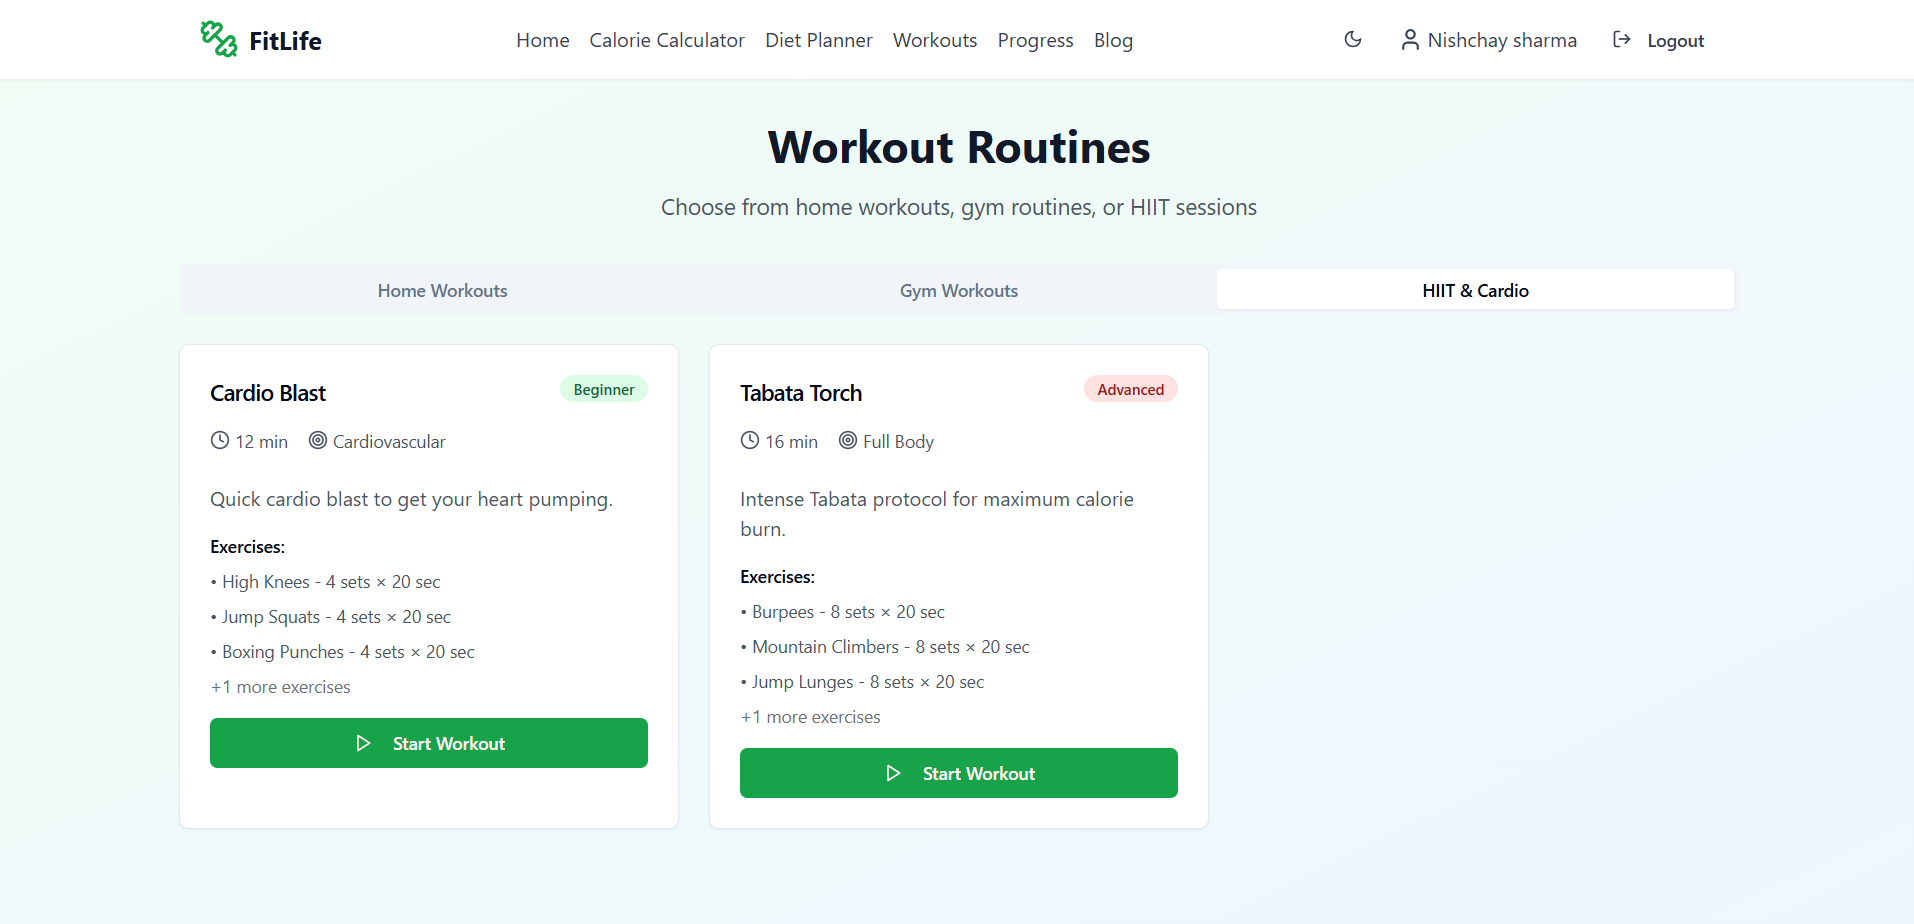 FitLife
Home Calorie Calculator Diet Planner Workouts Progress Blog
Nishchay sharma
Logout
Workout Routines
Choose from home workouts, gym routines, or HIIT sessions
Home Workouts
Gym Workouts
HIIT & Cardio
Cardio Blast
Beginner
12 min
Cardiovascular
Quick cardio blast to get your heart pumping.
Exercises:
• High Knees - 4 sets × 20 sec
• Jump Squats - 4 sets × 20 sec
• Boxing Punches - 4 sets × 20 sec
+1 more exercises
Start Workout
Tabata Torch
Advanced
16 min
Full Body
Intense Tabata protocol for maximum calorie
burn.
Exercises:
• Burpees - 8 sets × 20 sec
• Mountain Climbers - 8 sets × 20 sec
• Jump Lunges - 8 sets × 20 sec
+1 more exercises
Start Workout